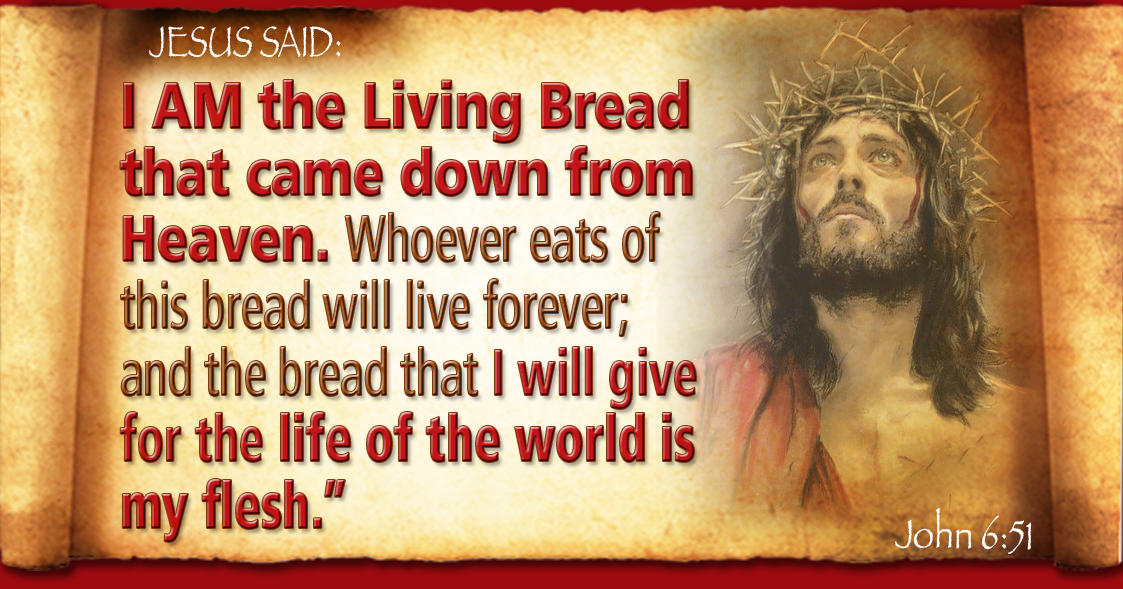 JESUS SAID:
I AM the Living Bread
that came down from
Heaven. Whoever eats of
this bread will live forever;
and the bread that I will give
for the life of the world is
my flesh.”
John 6:51